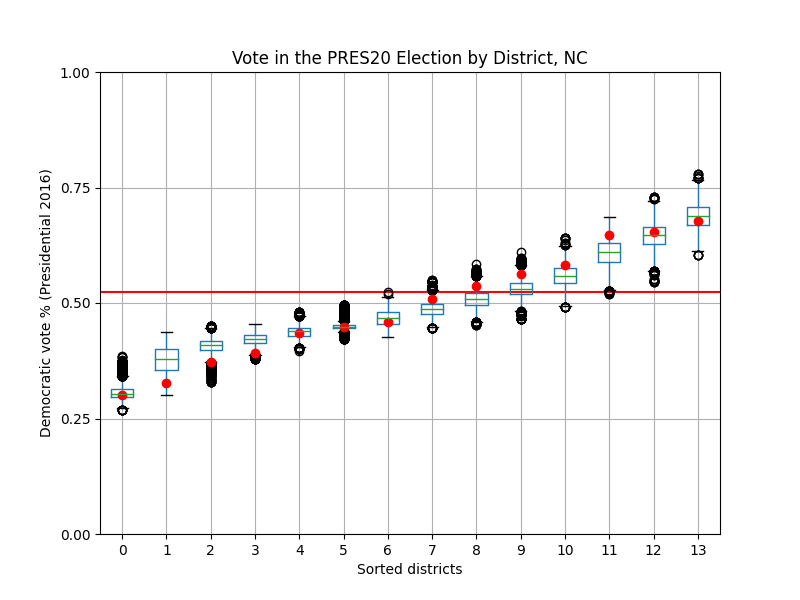 Vote in the PRES20 Election by District, NC
Democratic vote % (Presidential 2016)
1.00
0.75
0.50
0.25
0.00
0 1 2 3 4 5 6 7 8 9 10 11 12 13
Sorted districts